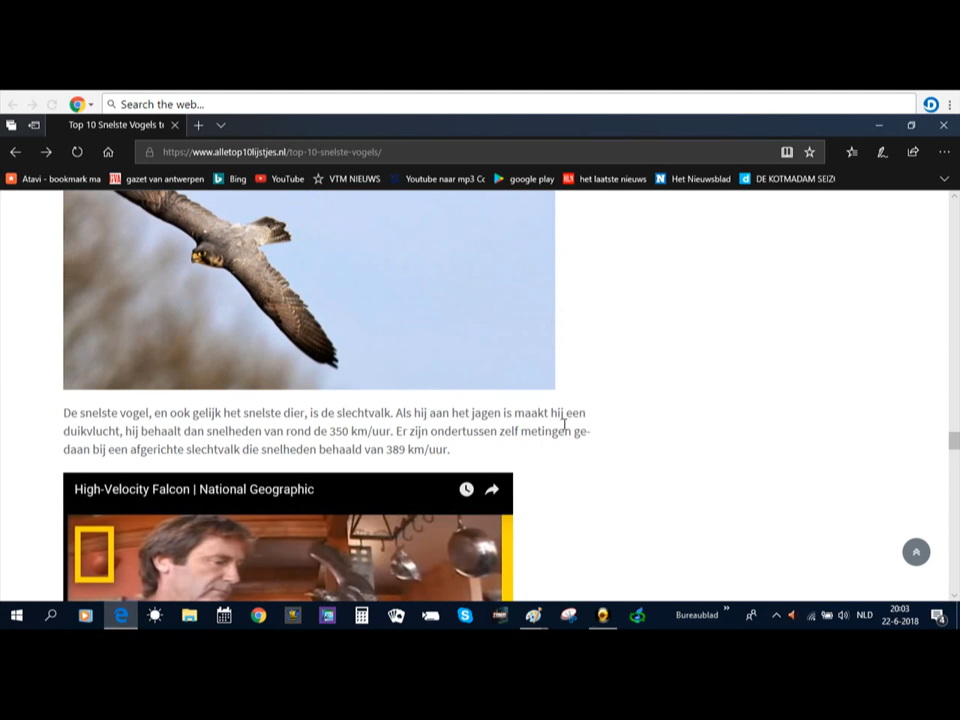 Search the web...
Top 10 Snelste Vogels t
https://www.alletop10lijstjes.nl/top-10-snelste-vogels/
Atavi - bookmark ma
gazet van antwerpen
Bing
YouTube
VTM NIEUWS
Youtube naar mp3 Co
google play
HLN
het laatste nieuws
N
Het Nieuwsblad
d
DE KOTMADAM SEIZ
De snelste vogel, en ook gelijk het snelste dier, is de slechtvalk. Als hij aan het jagen is maakt hij een
duikvlucht, hij behaalt dan snelheden van rond de 350 km/uur. Er zijn ondertussen zelf metingen ge-
daan bij een afgerichte slechtvalk die snelheden behaald van 389 km/uur.
High-Velocity Falcon | National Geographic
Bureaublad
NLD
20:03
22-6-2018
4